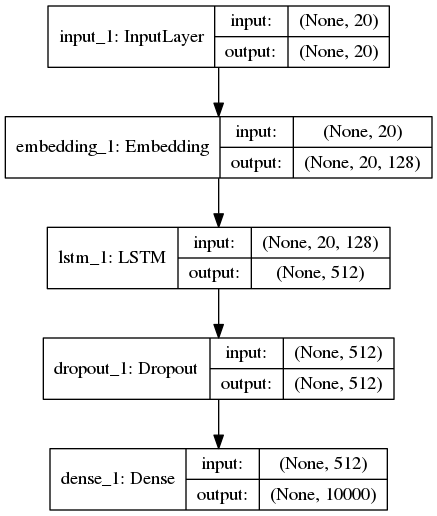 input_1: InputLayer
input:
(None, 20)
output:
(None, 20)
embedding_1: Embedding
input:
(None, 20)
output:
(None, 20, 128)
lstm_1: LSTM
input:
(None, 20, 128)
output:
(None, 512)
dropout_1: Dropout
input:
(None, 512)
output:
(None, 512)
dense_1: Dense
input:
(None, 512)
output:
(None, 10000)